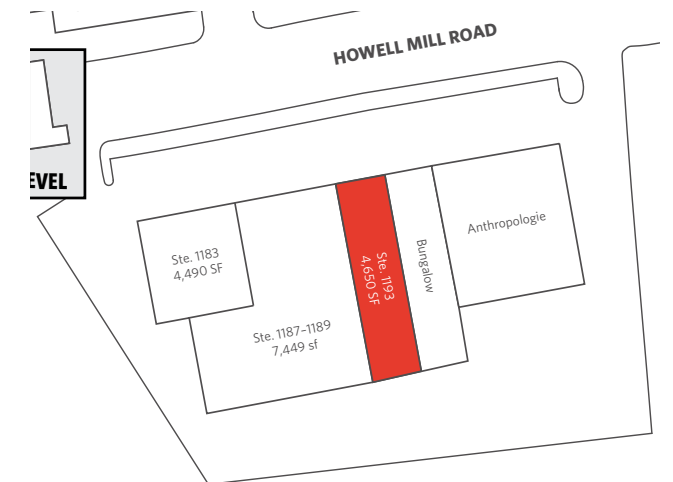 HOWELL MILL ROAD
EVEL
Ste. 1183
4,490 SF
Ste. 1187-1189
7,449 sf
Ste. 1193
4,650 SF
Bungalow
Anthropologie